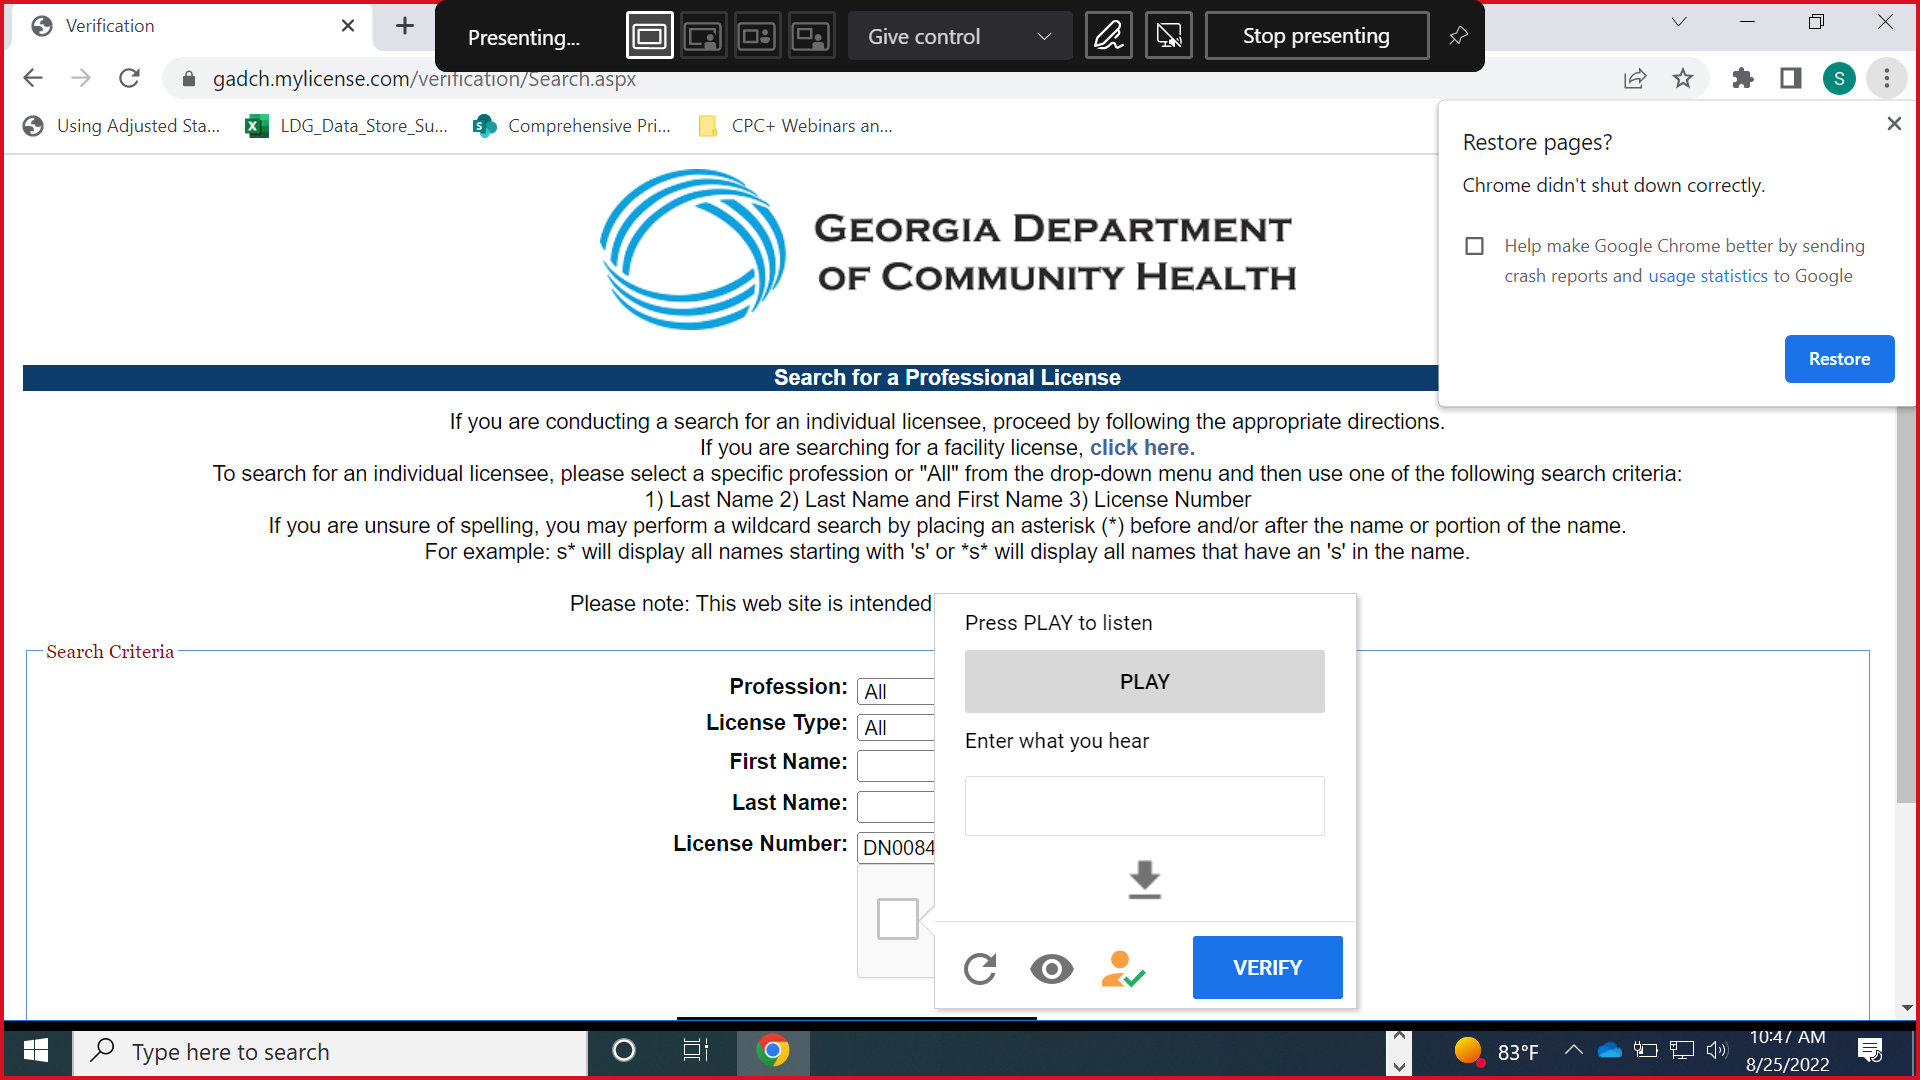 Verification
Presenting...
Give control
Stop presenting
gadch.mylicense.com/verification/Search.aspx
S
Using Adjusted Sta...
LDG_Data_Store_Su...
Comprehensive Pri...
CPC+ Webinars an...
Restore pages?
Chrome didn't shut down correctly.
Help make Google Chrome better by sending
crash reports and usage statistics to Google
Restore
GEORGIA DEPARTMENT
OF COMMUNITY HEALTH
Search for a Professional License
If you are conducting a search for an individual licensee, proceed by following the appropriate directions.
If you are searching for a facility license, click here.
To search for an individual licensee, please select a specific profession or "All" from the drop-down menu and then use one of the following search criteria:
1) Last Name 2) Last Name and First Name 3) License Number
If you are unsure of spelling, you may perform a wildcard search by placing an asterisk (*) before and/or after the name or portion of the name.
For example: s* will display all names starting with 's' or *s* will display all names that have an 's' in the name.
Please note: This web site is intended
Search Criteria
Profession: All
License Type: All
First Name:
Last Name:
License Number: DN0084
Press PLAY to listen
PLAY
Enter what you hear
VERIFY
Type here to search
83°F
10:47 AM
8/25/2022